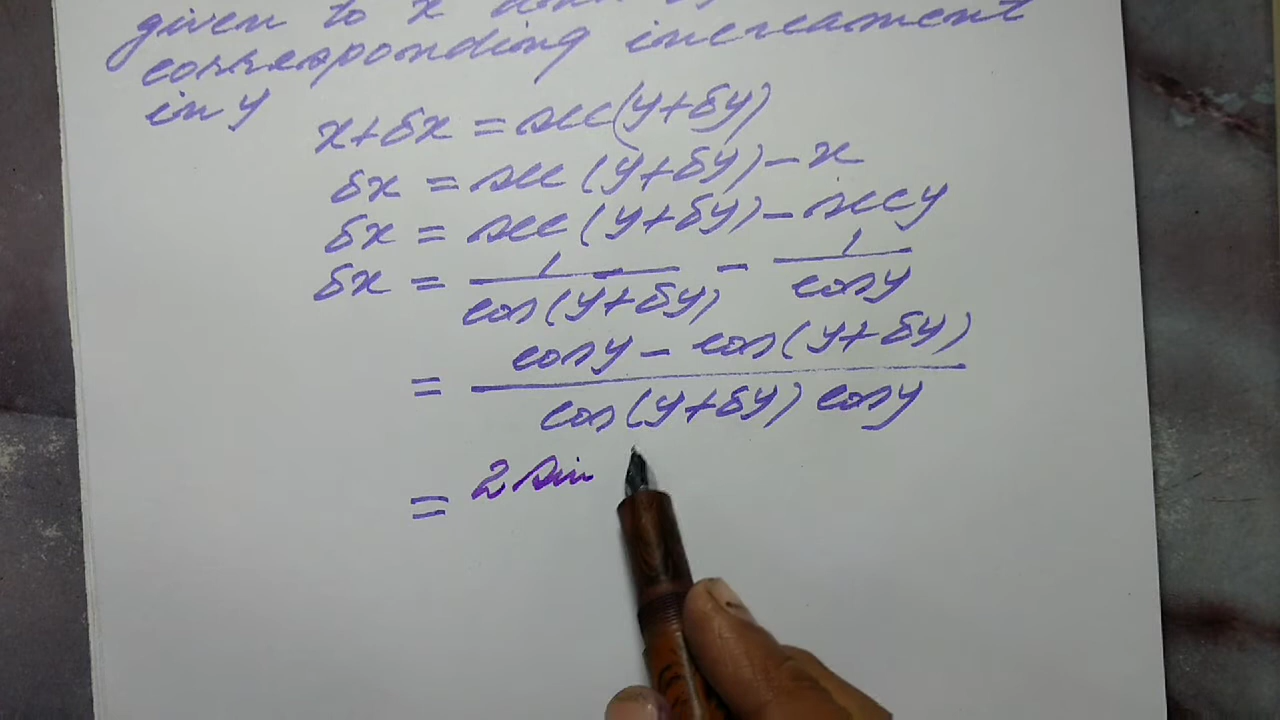 given to x
corresponding increament
in y
x+δx = sec(y+δy)
δx = sec(y+δy)-x
δx = sec(y+δy)-secy
δx = 1/cos(y+δy) - 1/cosy
= cosy - cos(y+δy)/cos(y+δy) cosy
= 2 sin